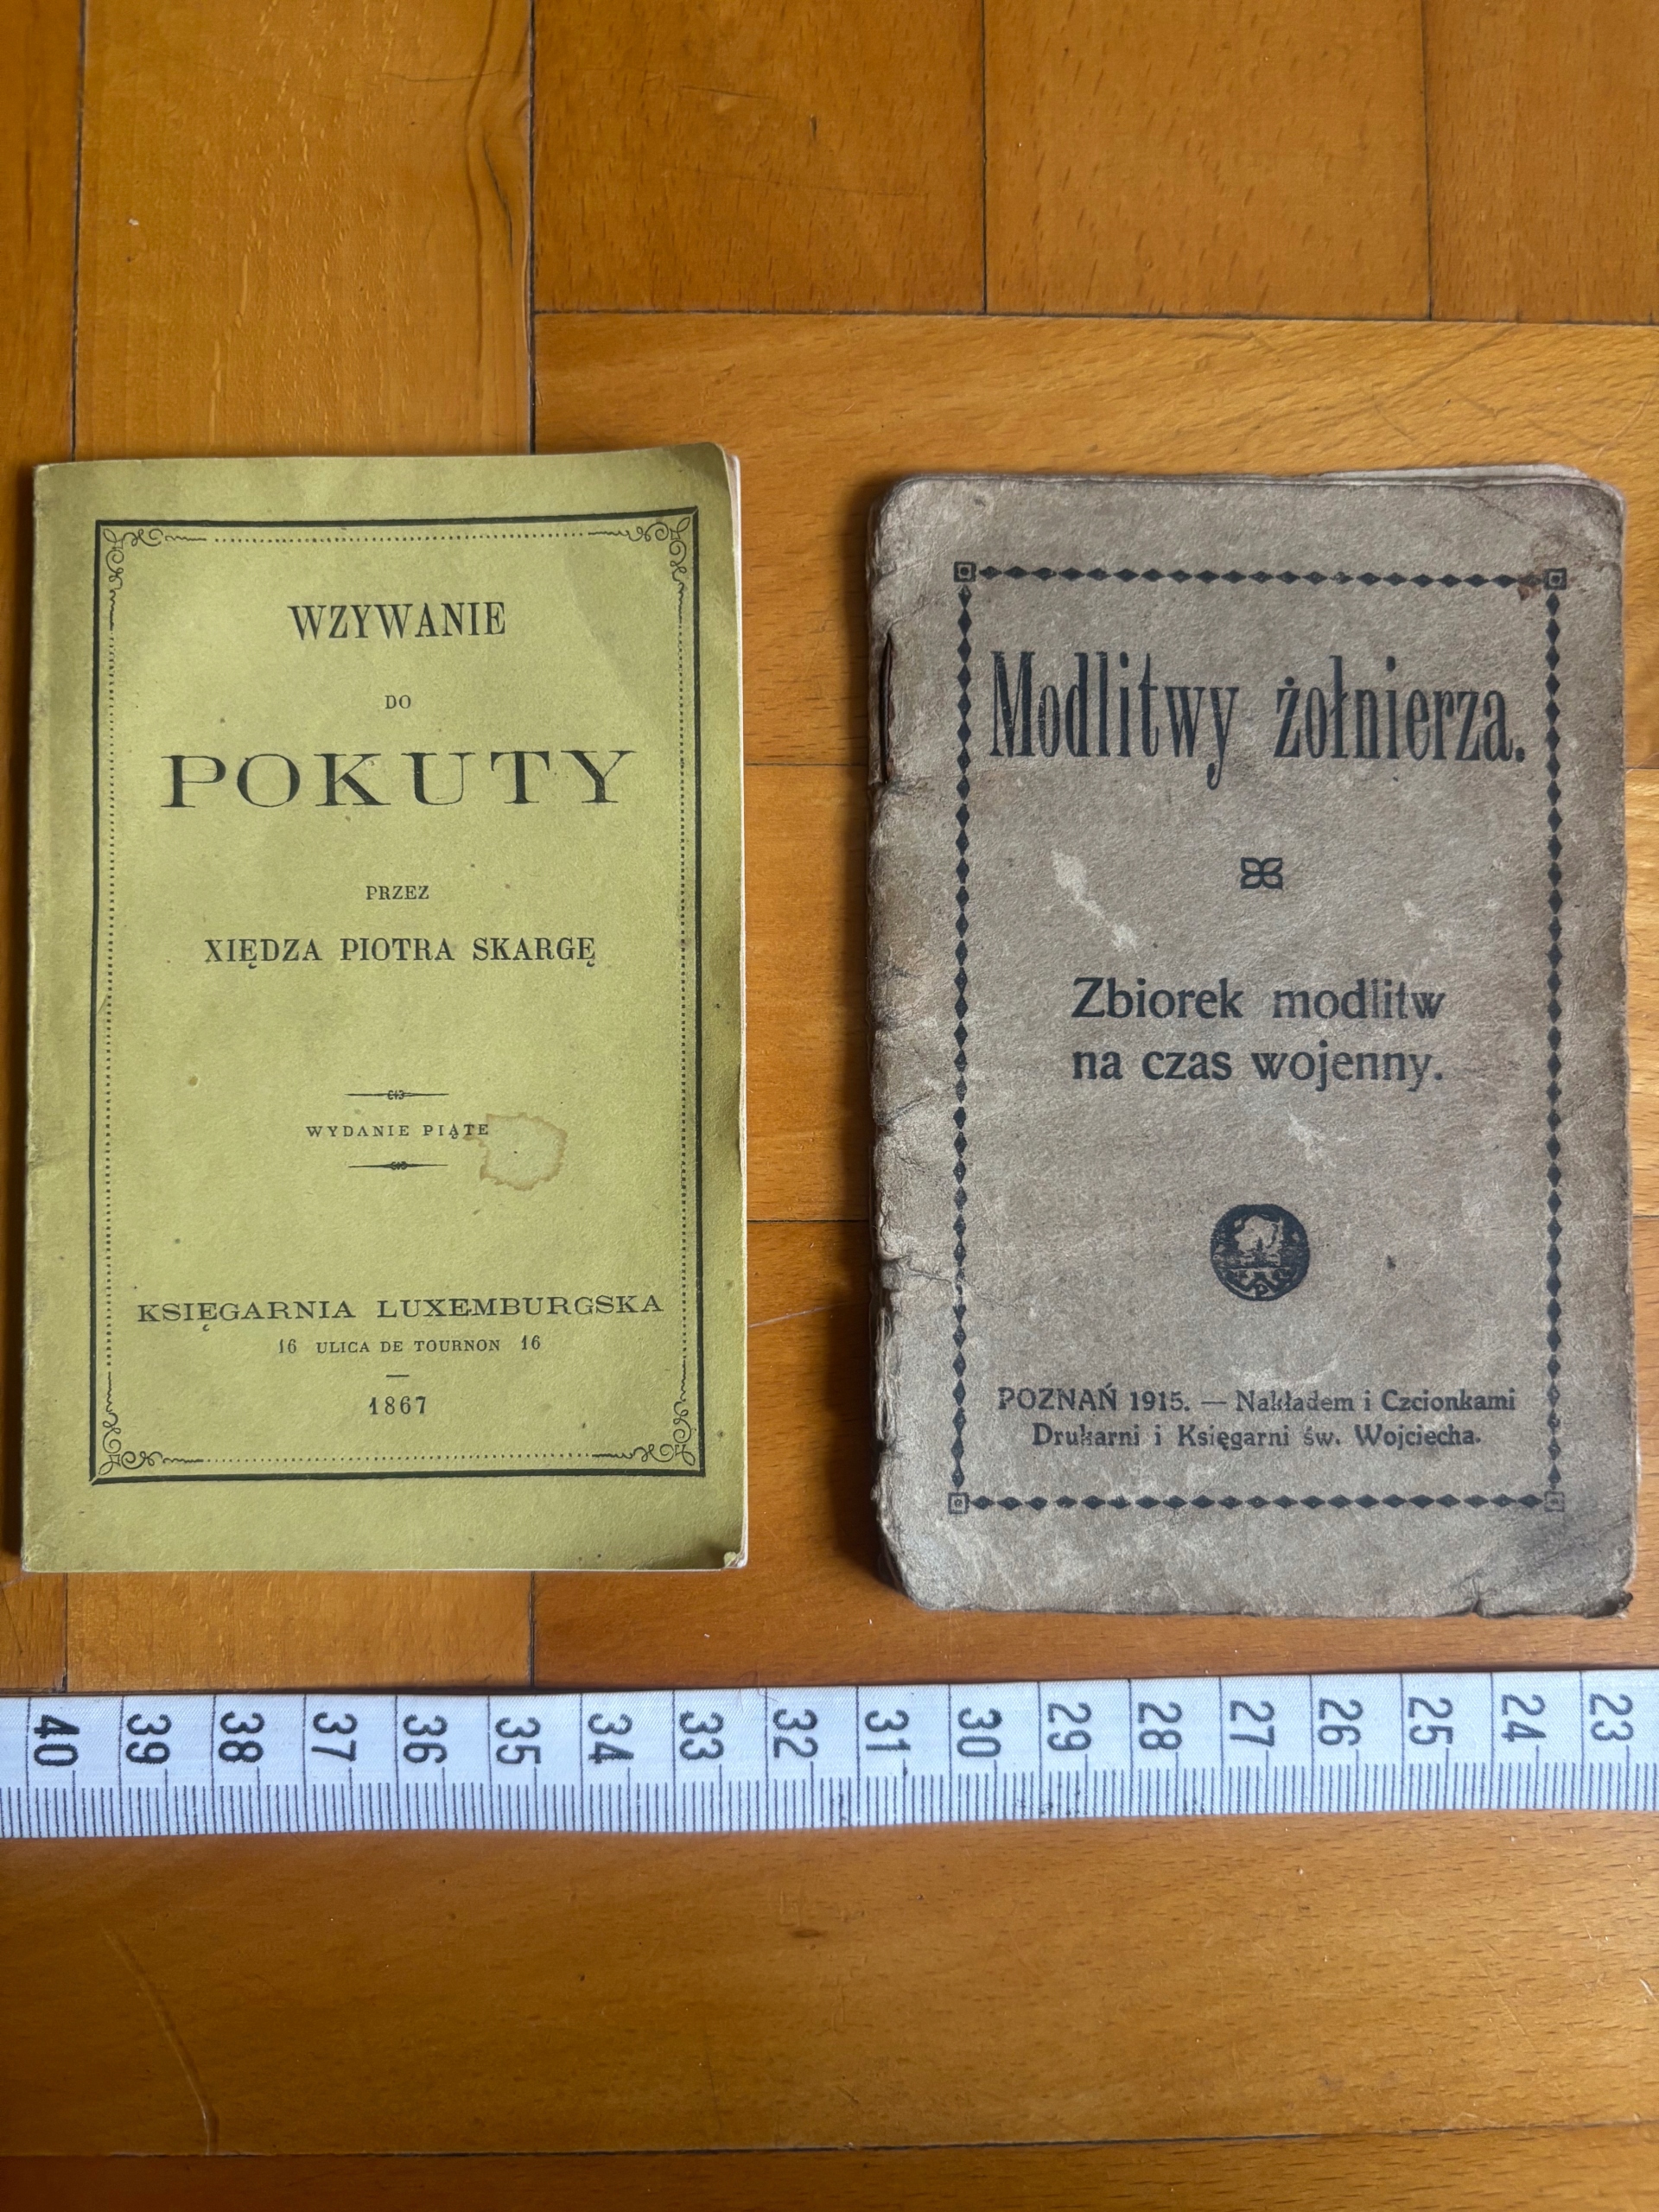 WZYWANIE
DO
POKUTY
PRZEZ
XIĘDZA PIOTRA SKARGĘ
WYDANIE PIĄTE
KSIĘGARNIA LUXEMBURGSKA
16 ULICA DE TOURNON 16
1867
Modlitwy żołnierza.
Zbiorek modlitw
na czas wojenny.
POZNAŃ 1915. — Nakładem i Czcionkami
Drukarni i Księgarni św. Wojciecha.
40 39 38 37 36 35 34 33 32 31 30 29 28 27 26 25 24 23